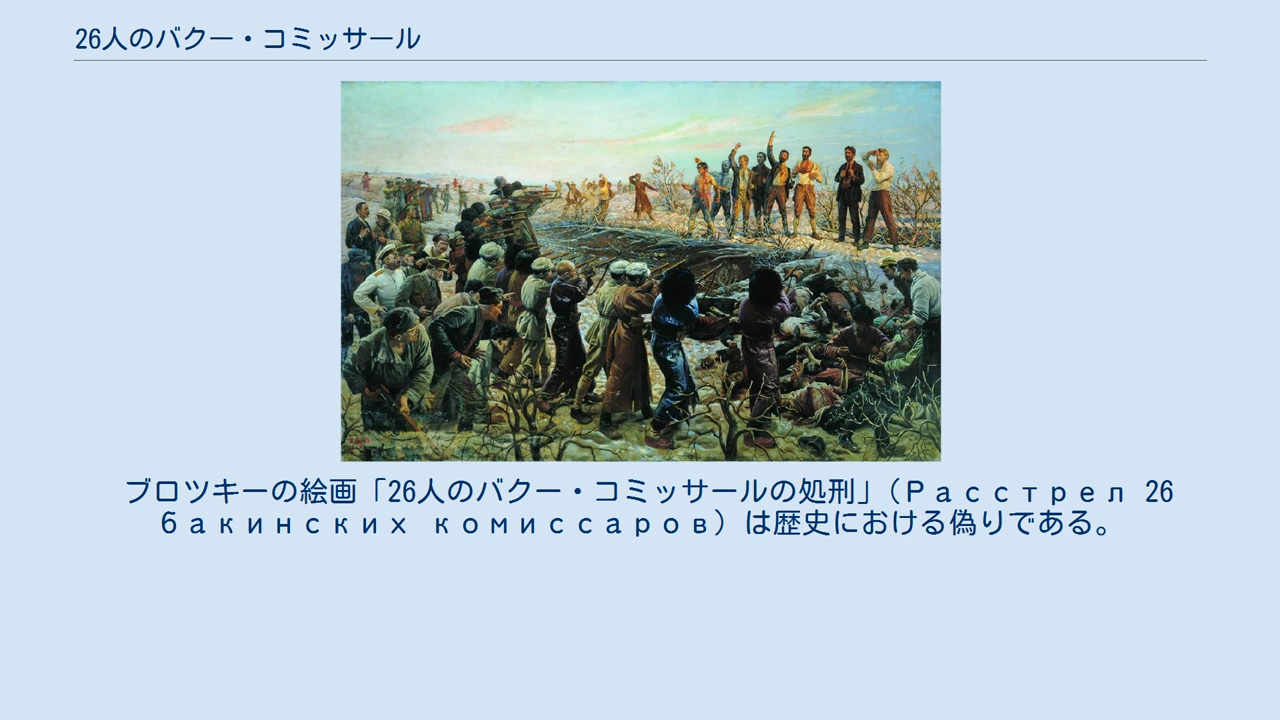 26人のバクー・コミッサール
ブロツキーの絵画「26人のバクー・コミッサールの処刑」（Расстрел 26
бакинских комиссаров）は歴史における偽りである。